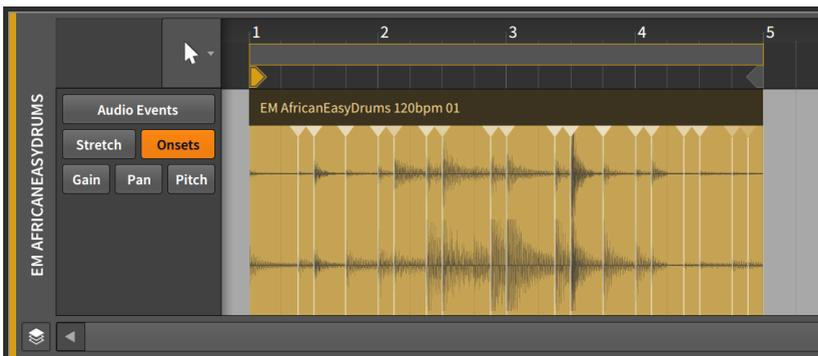 1 2 3 4 5
EM AFRICANEASYDRUMS
Audio Events
EM AfricanEasyDrums 120bpm 01
Stretch Onsets
Gain Pan Pitch